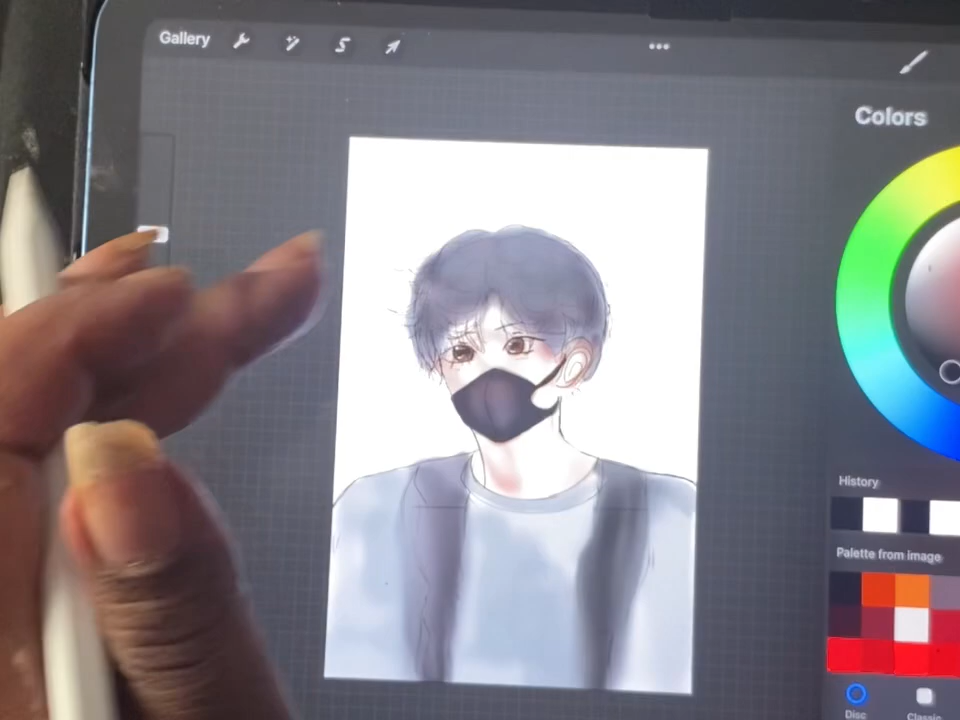 Gallery
Colors
History
Palette from image
Disc
Classic